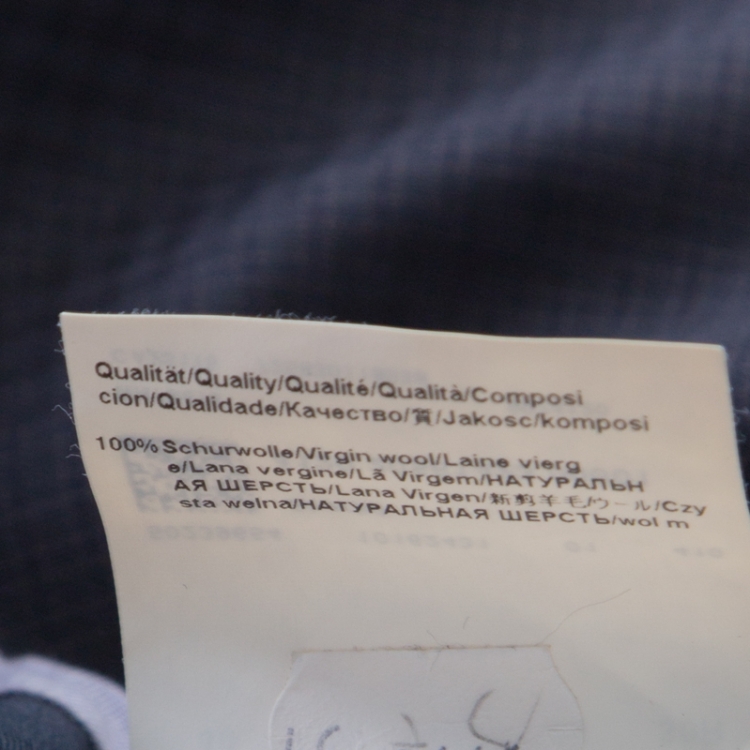 Qualität/Quality/Qualité/Qualità/Composi
cion/Qualidade/Качество/質/Jakosc/komposi
100% Schurwolle/Virgin wool/Laine vierg
e/Lana vergine/Lã Virgem/НАТУРАЛЬН
АЯ ШЕРСТЬ/Lana Virgen/新剪羊毛/ウール/Czy
sta welna/НАТУРАЛЬНАЯ ШЕРСТЬ/wol m